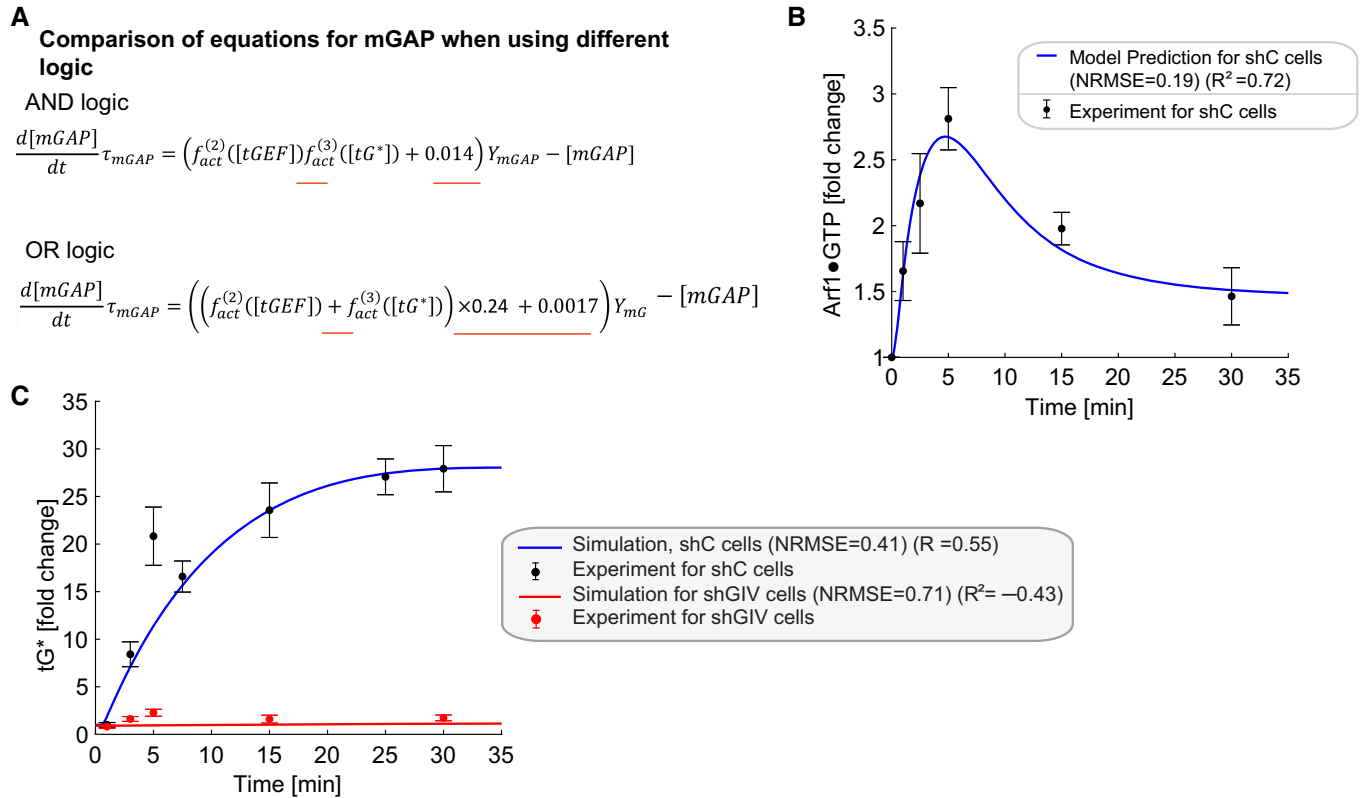 A
Comparison of equations for mGAP when using different
logic
AND logic
d[mGAP]/dt τ_mGAP = (f_act^(2)([tGEF])f_act^(3)([tG*]) + 0.014)Y_mGAP − [mGAP]
OR logic
d[mGAP]/dt τ_mGAP = ((f_act^(2)([tGEF]) + f_act^(3)([tG*])) ×0.24 + 0.0017)Y_mG − [mGAP]
B
Arf1●GTP [fold change]
3.5
3
2.5
2
1.5
1
0 5 10 15 20 25 30 35
Time [min]
Model Prediction for shC cells
(NRMSE=0.19) (R²=0.72)
Experiment for shC cells
C
tG* [fold change]
35
30
25
20
15
10
5
0
0 5 10 15 20 25 30 35
Time [min]
Simulation, shC cells (NRMSE=0.41) (R =0.55)
Experiment for shC cells
Simulation for shGIV cells (NRMSE=0.71) (R²= —0.43)
Experiment for shGIV cells